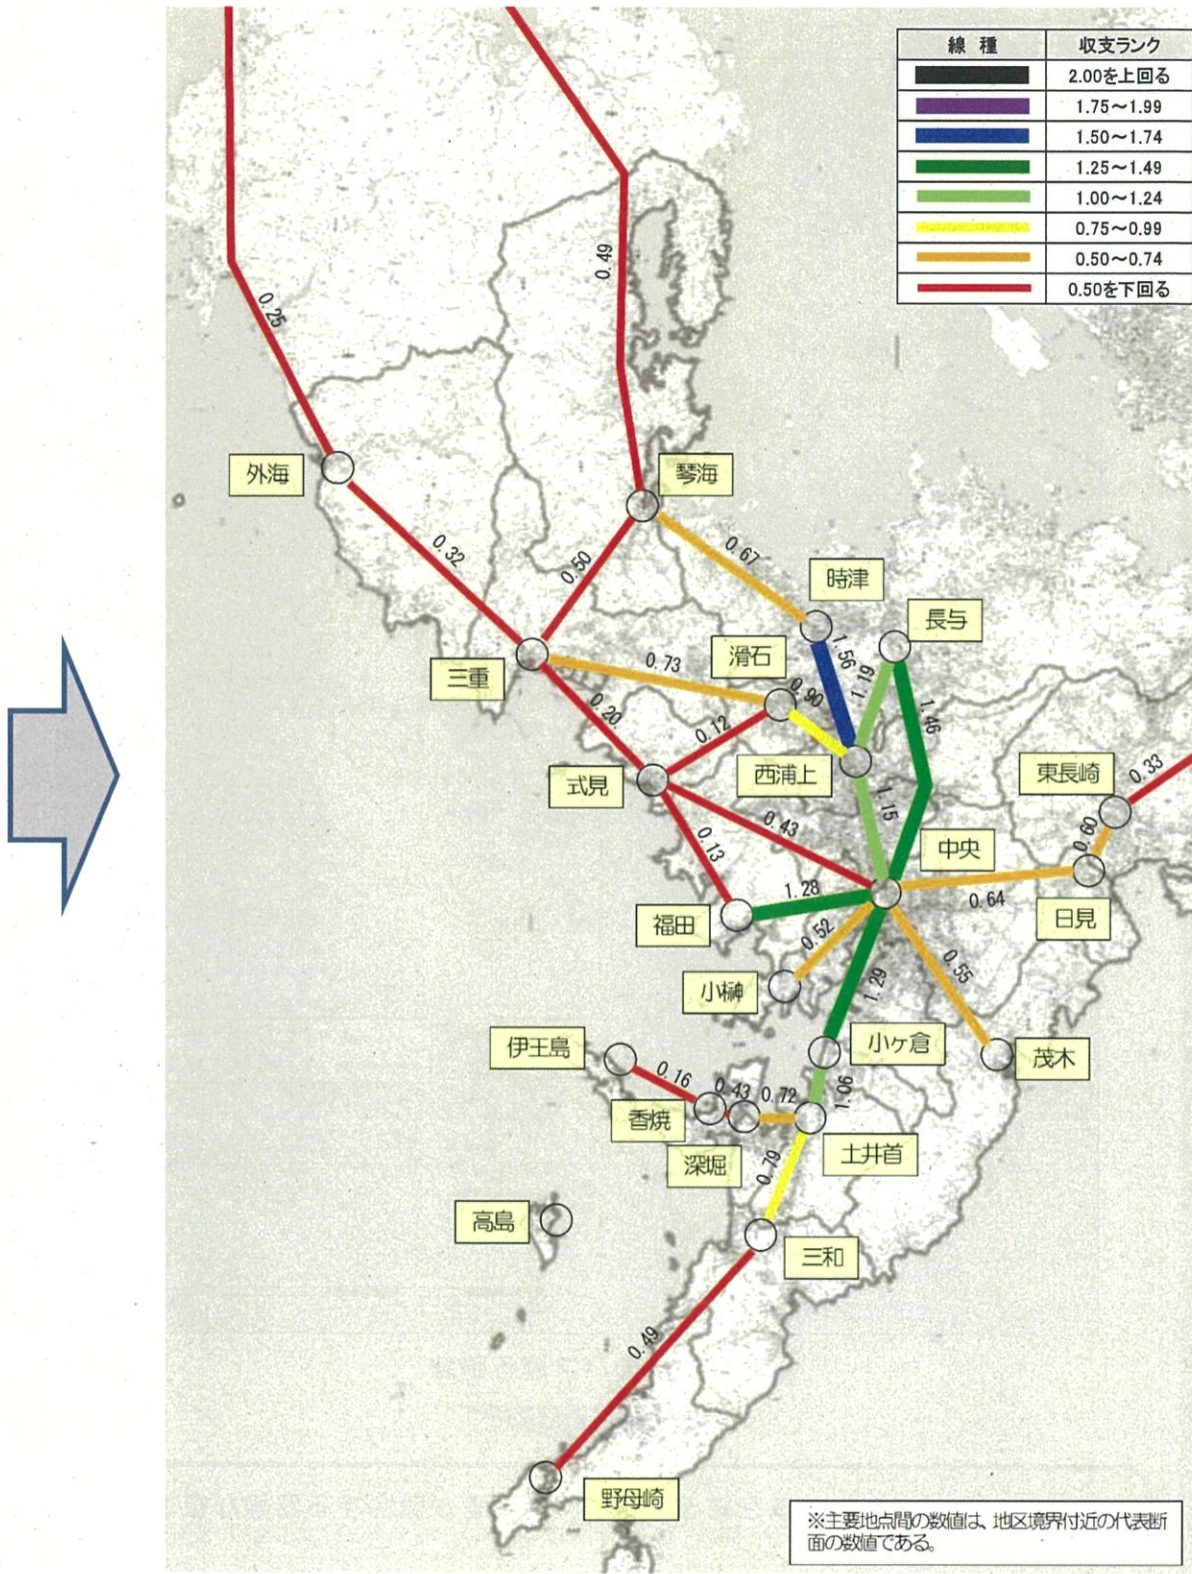 線 種 収支ランク
2.00を上回る
1.75～1.99
1.50～1.74
1.25～1.49
1.00～1.24
0.75～0.99
0.50～0.74
0.50を下回る
0.49
0.25
外海
琴海
0.32
0.50
0.67
時津
長与
三重
0.73
滑石
0.90
1.56
1.19
1.46
0.20
0.12
式見
西浦上
東長崎
0.33
0.43
1.15
0.13
中央
0.60
福田
1.28
0.64
日見
0.52
小榊
1.29
0.55
伊王島
小ヶ倉
茂木
0.16
0.43
0.72
1.06
香焼
深堀
0.79
土井首
高島
三和
0.49
野母崎
※主要地点間の数値は、地区境界付近の代表断
面の数値である。